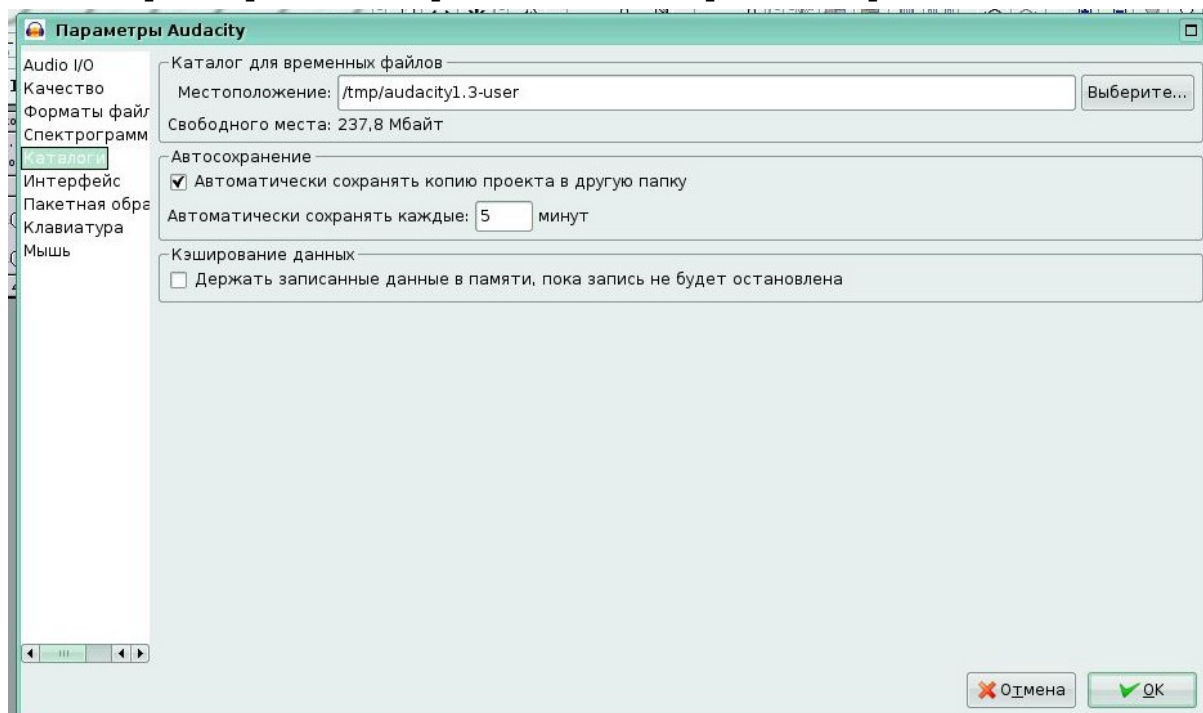 Параметры Audacity
Audio I/O
Качество
Форматы файл
Спектрограмм
Каталоги
Интерфейс
Пакетная обра
Клавиатура
Мышь
Каталог для временных файлов
Местоположение: /tmp/audacity1.3-user Выберите...
Свободного места: 237,8 Мбайт
Автосохранение
Автоматически сохранять копию проекта в другую папку
Автоматически сохранять каждые: 5 минут
Кэширование данных
Держать записанные данные в памяти, пока запись не будет остановлена
Отмена OK